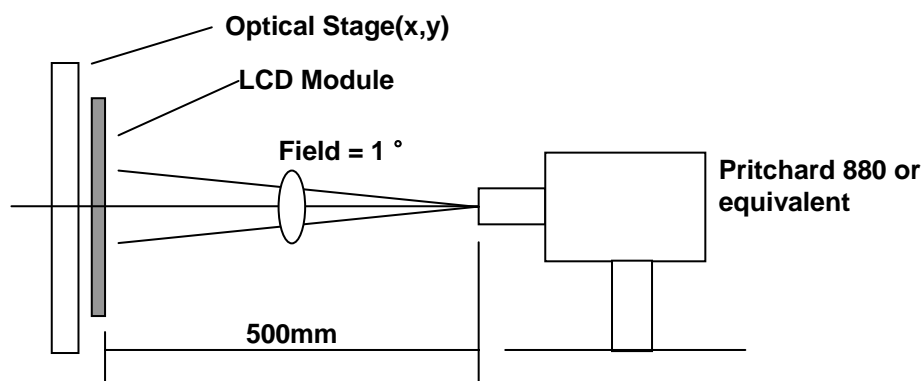 Optical Stage(x,y)
LCD Module
Field = 1 °
Pritchard 880 or
equivalent
500mm